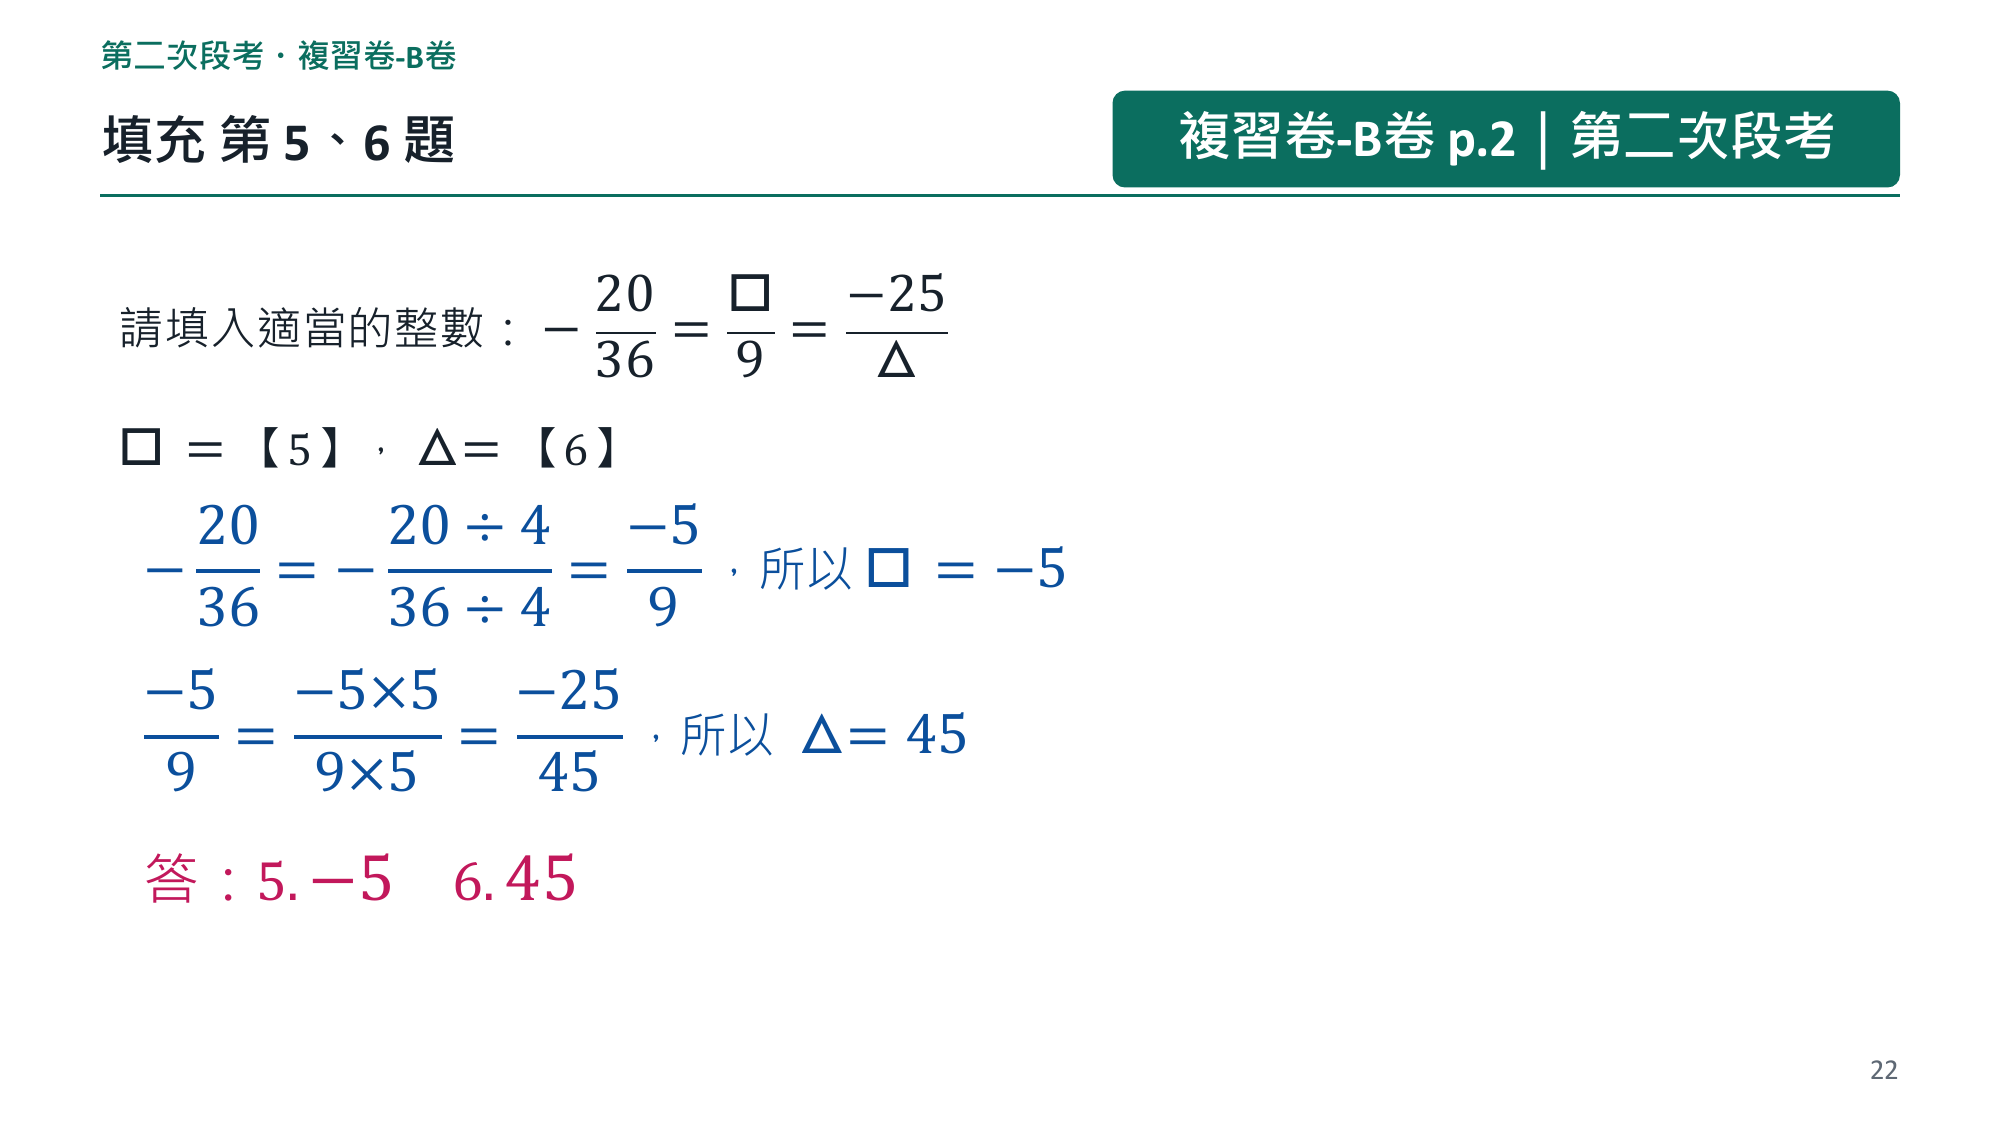 第二次段考・複習卷-B卷
填充 第 5、6 題
複習卷-B卷 p.2｜第二次段考
請填入適當的整數：−20/36 = □/9 = −25/△
□ = 【5】，△= 【6】
−20/36 = −(20 ÷ 4)/(36 ÷ 4) = −5/9，所以 □ = −5
−5/9 = (−5×5)/(9×5) = −25/45，所以 △= 45
答：5. −5 6. 45
22